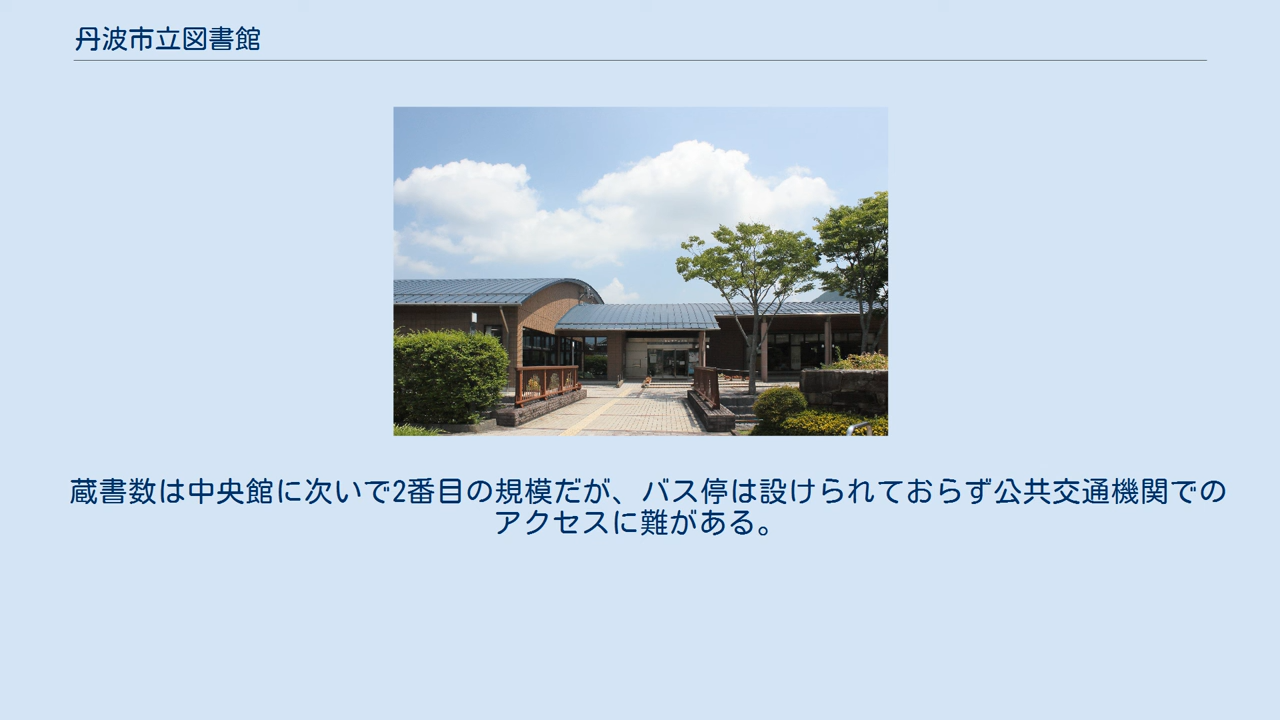 丹波市立図書館
蔵書数は中央館に次いで2番目の規模だが、バス停は設けられておらず公共交通機関での
アクセスに難がある。